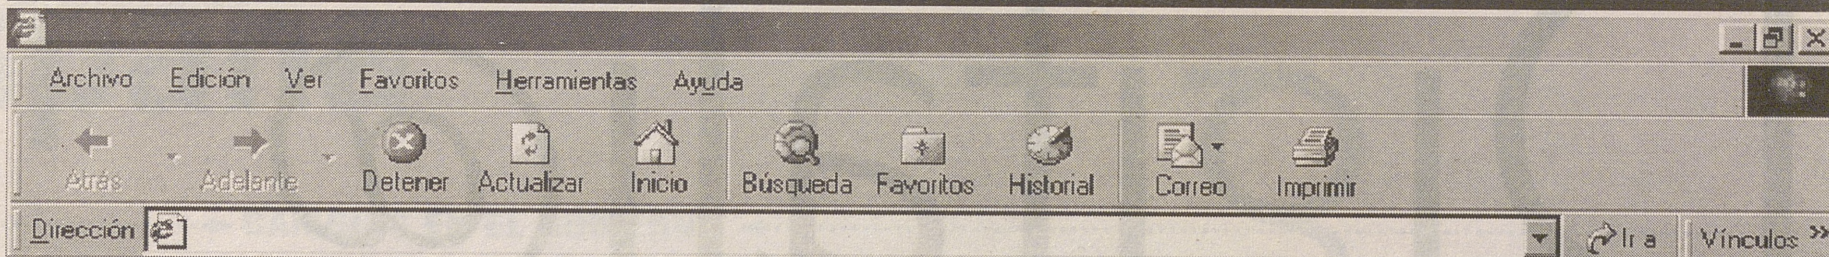 Archivo Edición Ver Favoritos Herramientas Ayuda
Atrás Adelante Detener Actualizar Inicio Búsqueda Favoritos Historial Correo Imprimir
Dirección Ir a Vínculos »